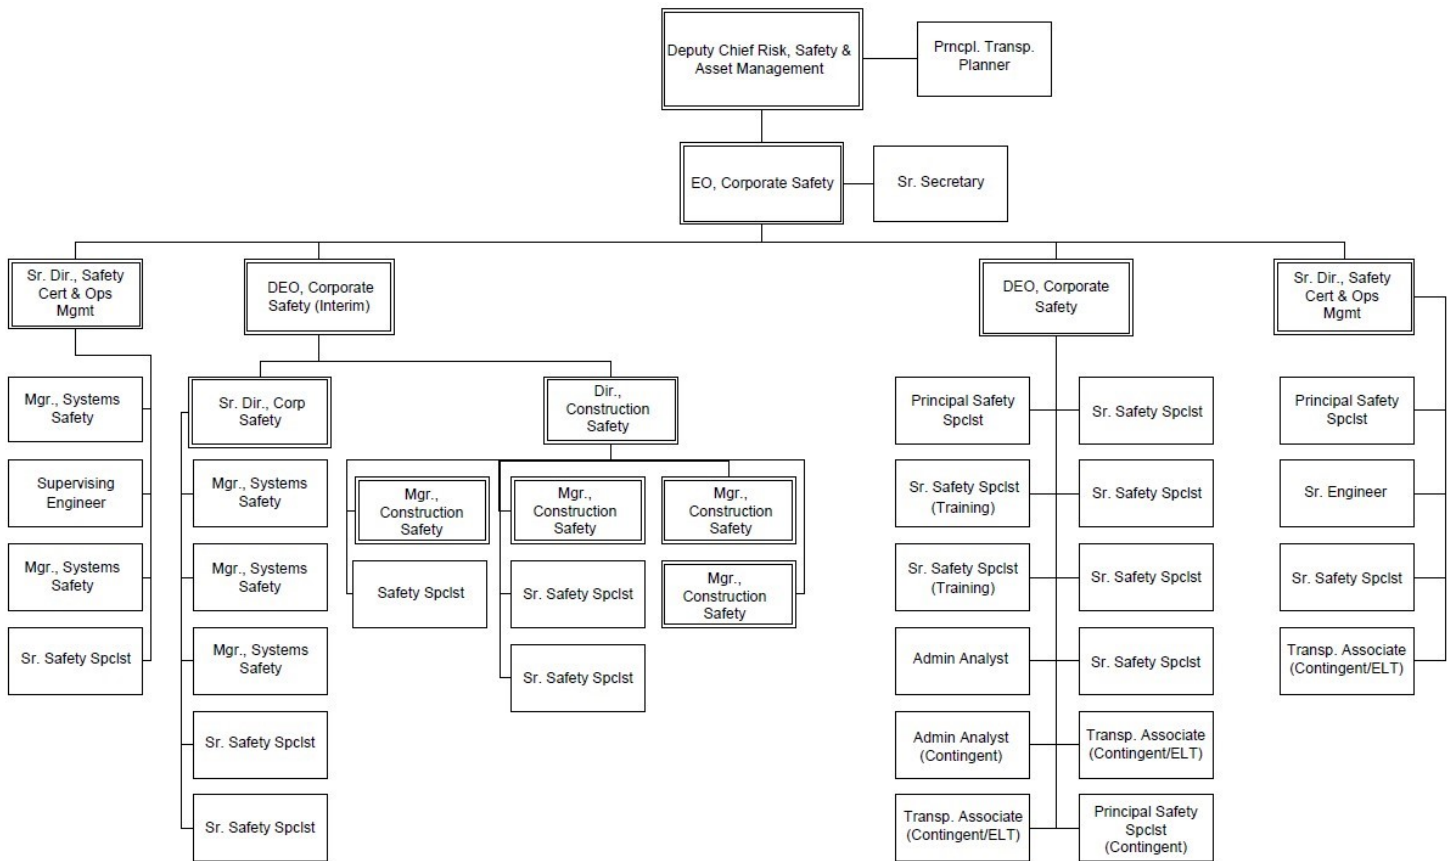 Deputy Chief Risk, Safety &
Asset Management
Prncpl. Transp.
Planner
EO, Corporate Safety
Sr. Secretary
Sr. Dir., Safety
Cert & Ops
Mgmt
DEO, Corporate
Safety (Interim)
DEO, Corporate
Safety
Sr. Dir., Safety
Cert & Ops
Mgmt
Mgr., Systems
Safety
Supervising
Engineer
Mgr., Systems
Safety
Sr. Safety Spclst
Sr. Dir., Corp
Safety
Mgr., Systems
Safety
Mgr., Systems
Safety
Mgr., Systems
Safety
Sr. Safety Spclst
Sr. Safety Spclst
Dir.,
Construction
Safety
Mgr.,
Construction
Safety
Safety Spclst
Mgr.,
Construction
Safety
Sr. Safety Spclst
Sr. Safety Spclst
Mgr.,
Construction
Safety
Mgr.,
Construction
Safety
Principal Safety
Spclst
Sr. Safety Spclst
(Training)
Sr. Safety Spclst
(Training)
Admin Analyst
Admin Analyst
(Contingent)
Transp. Associate
(Contingent/ELT)
Sr. Safety Spclst
Sr. Safety Spclst
Sr. Safety Spclst
Sr. Safety Spclst
Transp. Associate
(Contingent/ELT)
Principal Safety
Spclst
(Contingent)
Principal Safety
Spclst
Sr. Engineer
Sr. Safety Spclst
Transp. Associate
(Contingent/ELT)